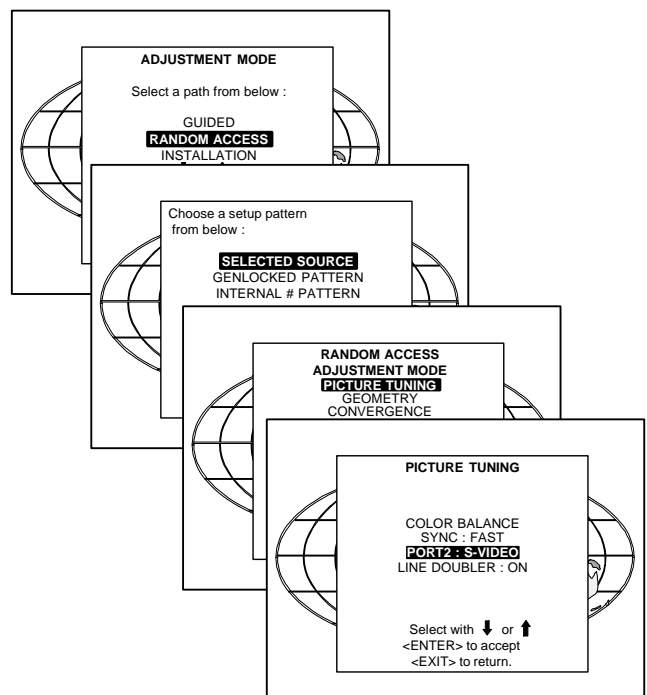 ADJUSTMENT MODE
Select a path from below :
GUIDED
RANDOM ACCESS
INSTALLATION
Choose a setup pattern
from below :
SELECTED SOURCE
GENLOCKED PATTERN
INTERNAL # PATTERN
RANDOM ACCESS
ADJUSTMENT MODE
PICTURE TUNING
GEOMETRY
CONVERGENCE
PICTURE TUNING
COLOR BALANCE
SYNC : FAST
PORT2 : S-VIDEO
LINE DOUBLER : ON
Select with ⬇ or ⬆
<ENTER> to accept
<EXIT> to return.